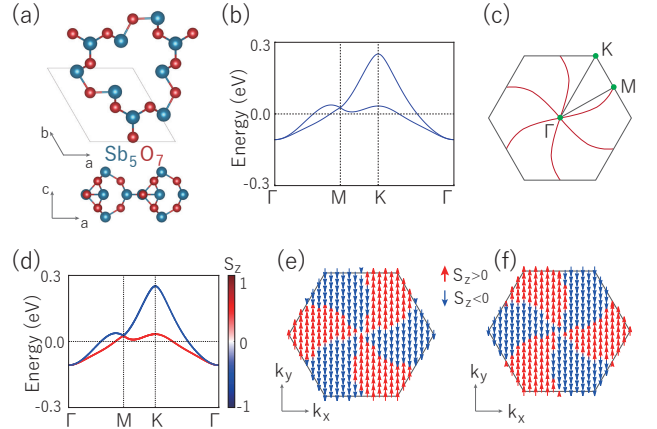 (a)
b
a
Sb5O7
c
a
(b)
Energy (eV)
0.3
0.0
-0.3
Γ M K Γ
(c)
K
M
Γ
(d)
Energy (eV)
0.3
0.0
-0.3
Γ M K Γ
Sz
1
0
-1
(e)
ky
kx
Sz>0
Sz<0
(f)
ky
kx